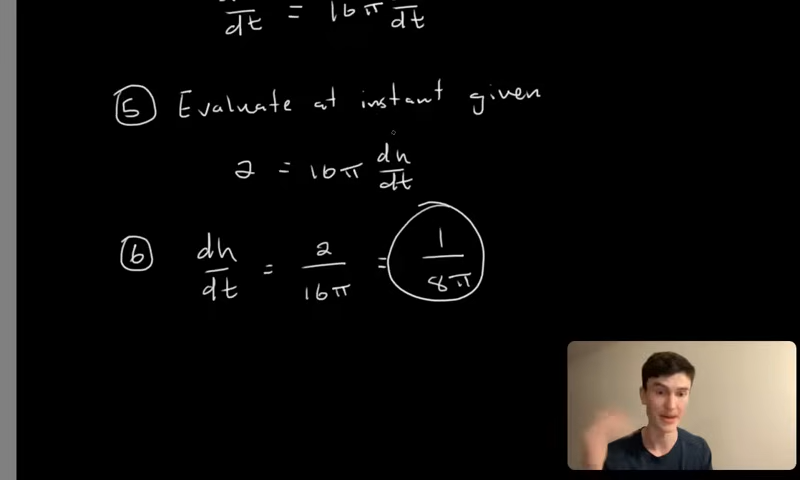 dt = 16π dt
⑤ Evaluate at instant given
2 = 16π dh/dt
⑥ dh/dt = 2/16π = 1/8π